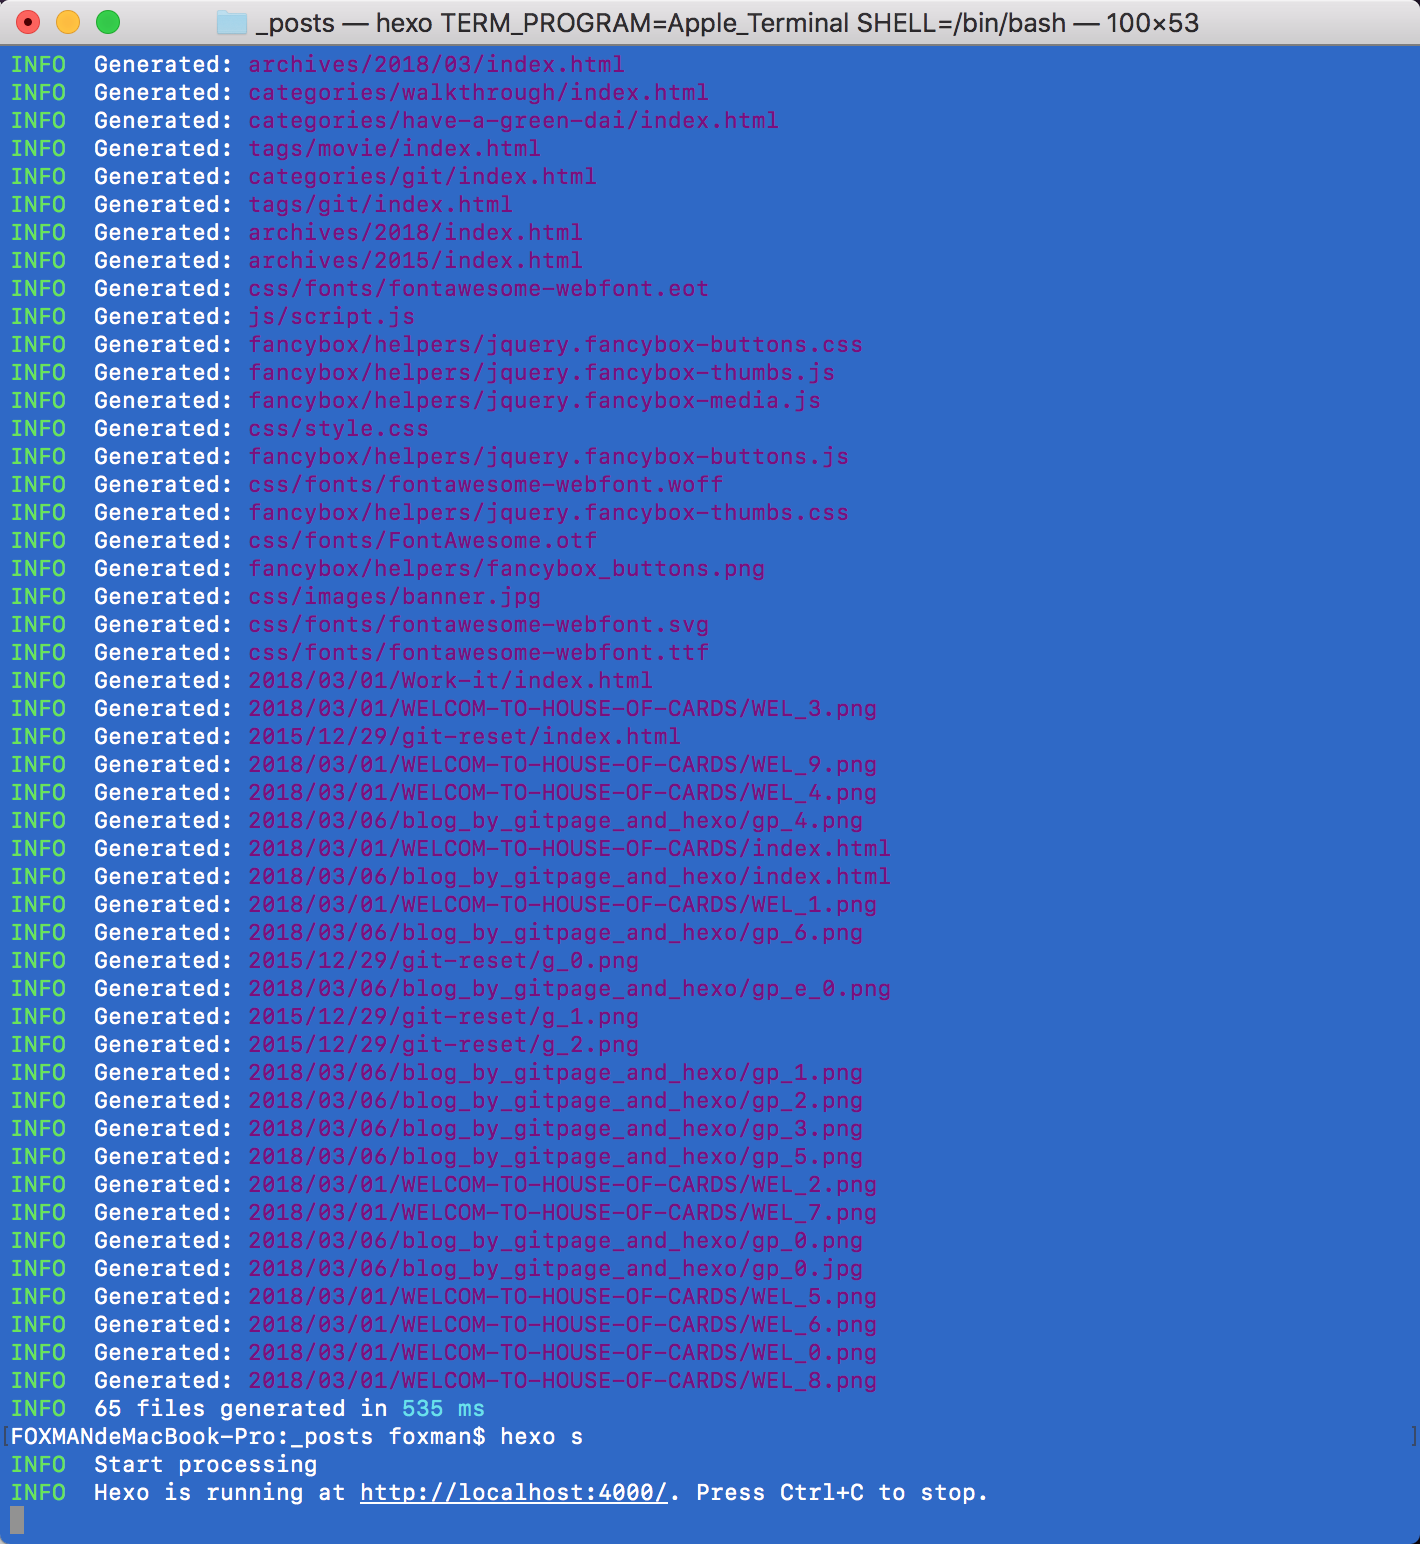 _posts — hexo TERM_PROGRAM=Apple_Terminal SHELL=/bin/bash — 100×53
INFO  Generated: archives/2018/03/index.html
INFO  Generated: categories/walkthrough/index.html
INFO  Generated: categories/have-a-green-dai/index.html
INFO  Generated: tags/movie/index.html
INFO  Generated: categories/git/index.html
INFO  Generated: tags/git/index.html
INFO  Generated: archives/2018/index.html
INFO  Generated: archives/2015/index.html
INFO  Generated: css/fonts/fontawesome-webfont.eot
INFO  Generated: js/script.js
INFO  Generated: fancybox/helpers/jquery.fancybox-buttons.css
INFO  Generated: fancybox/helpers/jquery.fancybox-thumbs.js
INFO  Generated: fancybox/helpers/jquery.fancybox-media.js
INFO  Generated: css/style.css
INFO  Generated: fancybox/helpers/jquery.fancybox-buttons.js
INFO  Generated: css/fonts/fontawesome-webfont.woff
INFO  Generated: fancybox/helpers/jquery.fancybox-thumbs.css
INFO  Generated: css/fonts/FontAwesome.otf
INFO  Generated: fancybox/helpers/fancybox_buttons.png
INFO  Generated: css/images/banner.jpg
INFO  Generated: css/fonts/fontawesome-webfont.svg
INFO  Generated: css/fonts/fontawesome-webfont.ttf
INFO  Generated: 2018/03/01/Work-it/index.html
INFO  Generated: 2018/03/01/WELCOM-TO-HOUSE-OF-CARDS/WEL_3.png
INFO  Generated: 2015/12/29/git-reset/index.html
INFO  Generated: 2018/03/01/WELCOM-TO-HOUSE-OF-CARDS/WEL_9.png
INFO  Generated: 2018/03/01/WELCOM-TO-HOUSE-OF-CARDS/WEL_4.png
INFO  Generated: 2018/03/06/blog_by_gitpage_and_hexo/gp_4.png
INFO  Generated: 2018/03/01/WELCOM-TO-HOUSE-OF-CARDS/index.html
INFO  Generated: 2018/03/06/blog_by_gitpage_and_hexo/index.html
INFO  Generated: 2018/03/01/WELCOM-TO-HOUSE-OF-CARDS/WEL_1.png
INFO  Generated: 2018/03/06/blog_by_gitpage_and_hexo/gp_6.png
INFO  Generated: 2015/12/29/git-reset/g_0.png
INFO  Generated: 2018/03/06/blog_by_gitpage_and_hexo/gp_e_0.png
INFO  Generated: 2015/12/29/git-reset/g_1.png
INFO  Generated: 2015/12/29/git-reset/g_2.png
INFO  Generated: 2018/03/06/blog_by_gitpage_and_hexo/gp_1.png
INFO  Generated: 2018/03/06/blog_by_gitpage_and_hexo/gp_2.png
INFO  Generated: 2018/03/06/blog_by_gitpage_and_hexo/gp_3.png
INFO  Generated: 2018/03/06/blog_by_gitpage_and_hexo/gp_5.png
INFO  Generated: 2018/03/01/WELCOM-TO-HOUSE-OF-CARDS/WEL_2.png
INFO  Generated: 2018/03/01/WELCOM-TO-HOUSE-OF-CARDS/WEL_7.png
INFO  Generated: 2018/03/06/blog_by_gitpage_and_hexo/gp_0.png
INFO  Generated: 2018/03/06/blog_by_gitpage_and_hexo/gp_0.jpg
INFO  Generated: 2018/03/01/WELCOM-TO-HOUSE-OF-CARDS/WEL_5.png
INFO  Generated: 2018/03/01/WELCOM-TO-HOUSE-OF-CARDS/WEL_6.png
INFO  Generated: 2018/03/01/WELCOM-TO-HOUSE-OF-CARDS/WEL_0.png
INFO  Generated: 2018/03/01/WELCOM-TO-HOUSE-OF-CARDS/WEL_8.png
INFO  65 files generated in 535 ms
[FOXMANdeMacBook-Pro:_posts foxman$ hexo s ]
INFO  Start processing
INFO  Hexo is running at http://localhost:4000/. Press Ctrl+C to stop.